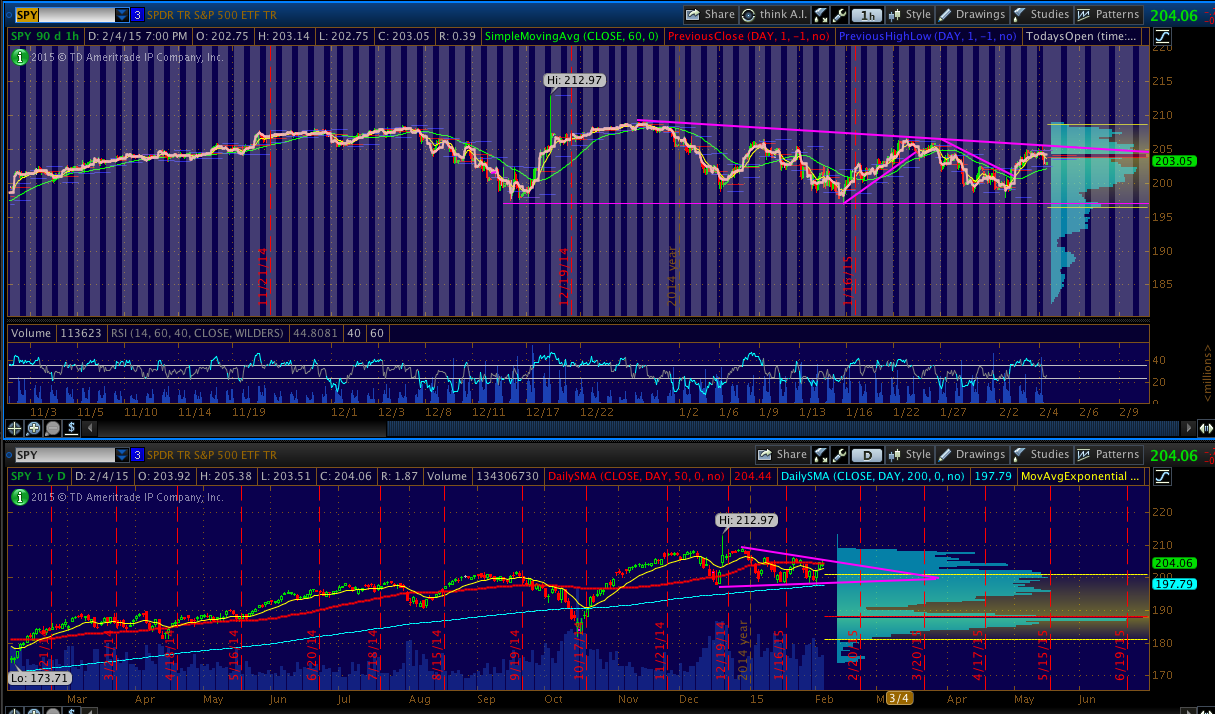 SPY 3 SPDR TR S&P 500 ETF TR Share think A.I. 1h Style Drawings Studies Patterns 204.06
SPY 90 d 1h D: 2/4/15 7:00 PM O: 202.75 H: 203.14 L: 202.75 C: 203.05 R: 0.39 SimpleMovingAvg (CLOSE, 60, 0) PreviousClose (DAY, 1, -1, no) PreviousHighLow (DAY, 1, -1, no) TodaysOpen (time:...
i 2015 © TD Ameritrade IP Company, Inc.
220
215
Hi: 212.97
210
205
203.05
200
195
190
185
11/21/14 12/19/14 2014 year 1/16/15
Volume 113623 RSI (14, 60, 40, CLOSE, WILDERS) 44.8081 40 60
40
20
0
<millions>
11/3 11/5 11/10 11/14 11/19 12/1 12/3 12/8 12/11 12/17 12/22 1/2 1/6 1/9 1/13 1/16 1/22 1/27 2/2 2/4 2/6 2/9
$
SPY 3 SPDR TR S&P 500 ETF TR Share D Style Drawings Studies Patterns 204.06
SPY 1 y D D: 2/4/15 O: 203.92 H: 205.38 L: 203.51 C: 204.06 R: 1.87 Volume 134306730 DailySMA (CLOSE, DAY, 50, 0, no) 204.44 DailySMA (CLOSE, DAY, 200, 0, no) 197.79 MovAvgExponential ...
i 2015 © TD Ameritrade IP Company, Inc.
220
Hi: 212.97
210
204.06
200
197.79
190
180
170
3/21/14 5/16/14 6/20/14 7/18/14 8/15/14 9/19/14 10/17/14 11/21/14 12/19/14 2014 year 1/16/15 2/20/15 3/20/15 4/17/15 5/15/15 6/19/15
Lo: 173.71
Mar Apr May Jun Jul Aug Sep Oct Nov Dec 15 Feb 3/4 Apr May Jun
$